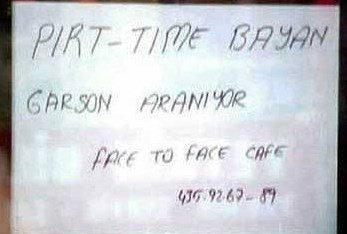 PIRT-TIME BAYAN
GARSON ARANIYOR
FACE TO FACE CAFE
435.92.67-89